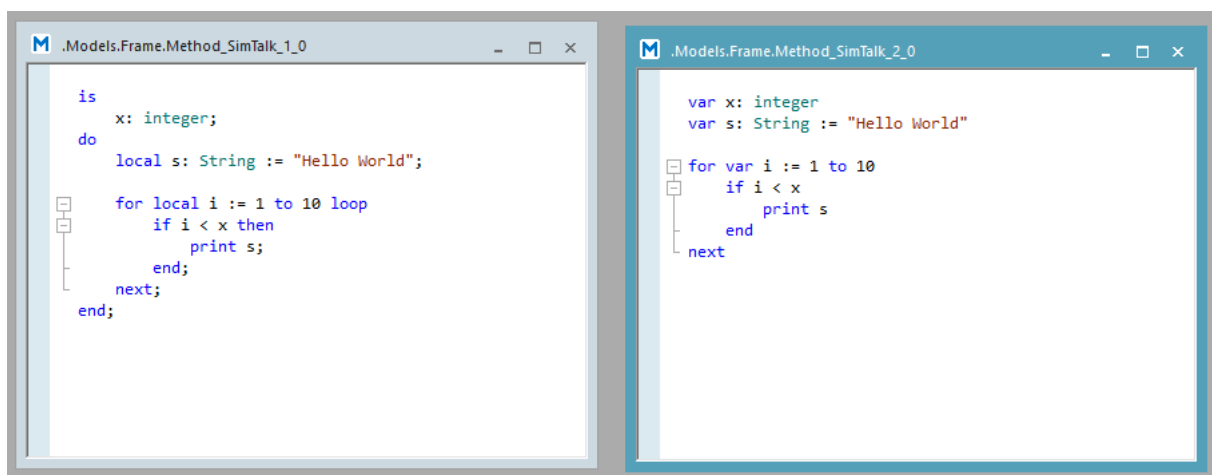 M .Models.Frame.Method_SimTalk_1_0
is
    x: integer;
do
    local s: String := "Hello World";
    for local i := 1 to 10 loop
        if i < x then
            print s;
        end;
    next;
end;
M .Models.Frame.Method_SimTalk_2_0
var x: integer
var s: String := "Hello World"
for var i := 1 to 10
    if i < x
        print s
    end
next